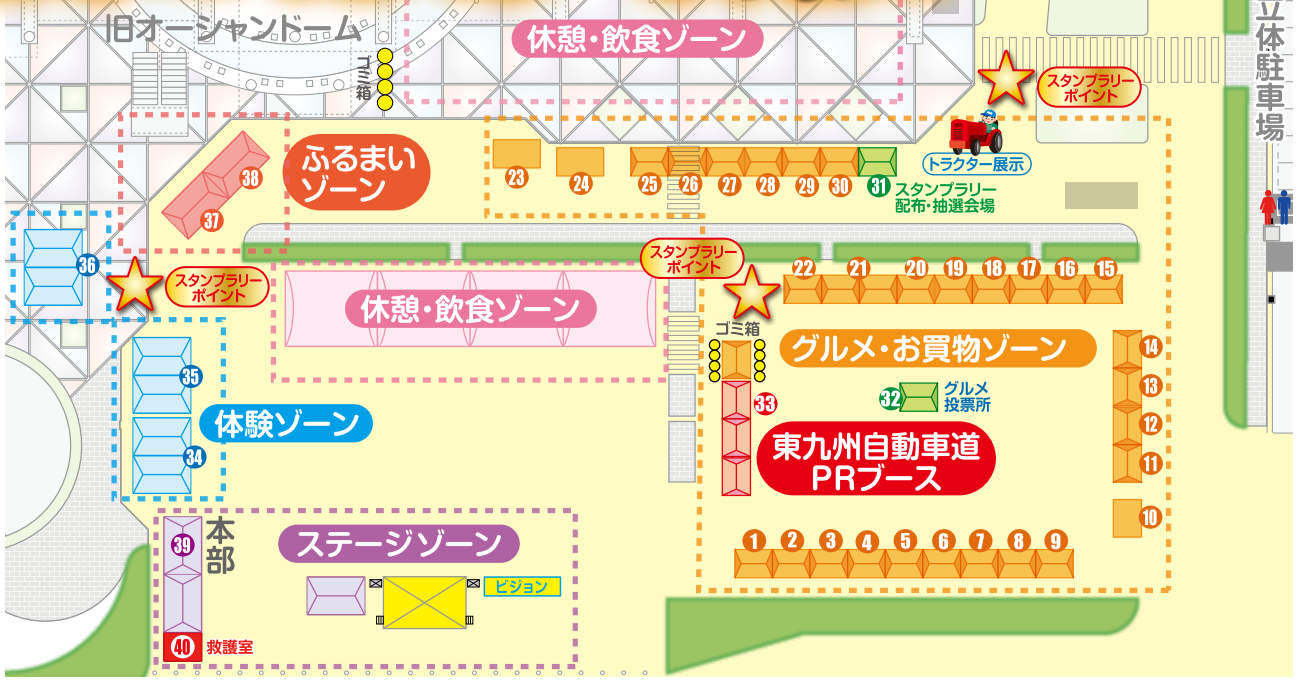 旧オーシャンドーム
ゴミ箱
休憩・飲食ゾーン
スタンプラリー
ポイント
立体駐車場
ふるまい
ゾーン
38
37
23
24
25
26
27
28
29
30
31
スタンプラリー
配布・抽選会場
トラクター展示
36
スタンプラリー
ポイント
休憩・飲食ゾーン
スタンプラリー
ポイント
22
21
20
19
18
17
16
15
ゴミ箱
グルメ・お買物ゾーン
14
13
12
11
10
33
32
グルメ
投票所
東九州自動車道
PRブース
35
体験ゾーン
34
1
2
3
4
5
6
7
8
9
39
本部
ステージゾーン
ビジョン
40
救護室